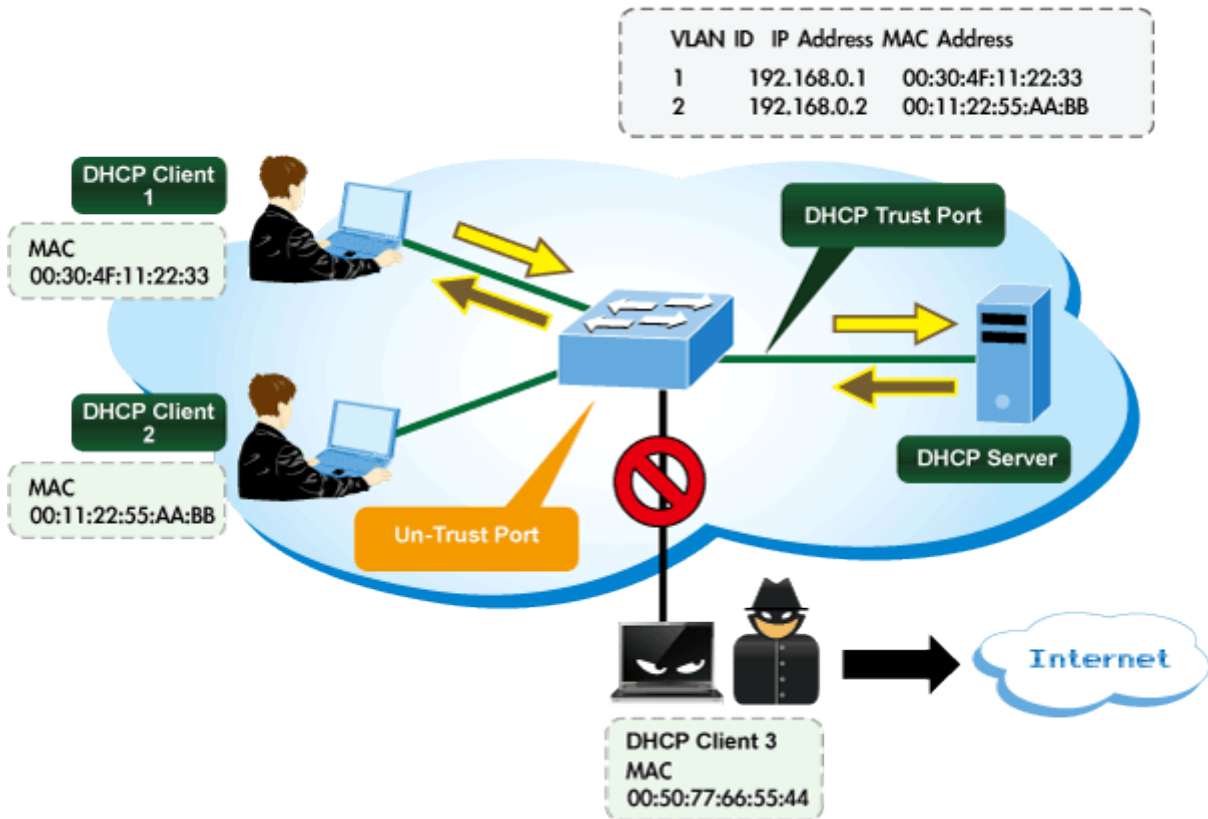 VLAN ID IP Address MAC Address
1 192.168.0.1 00:30:4F:11:22:33
2 192.168.0.2 00:11:22:55:AA:BB
DHCP Client
1
MAC
00:30:4F:11:22:33
DHCP Trust Port
DHCP Client
2
MAC
00:11:22:55:AA:BB
DHCP Server
Un-Trust Port
Internet
DHCP Client 3
MAC
00:50:77:66:55:44